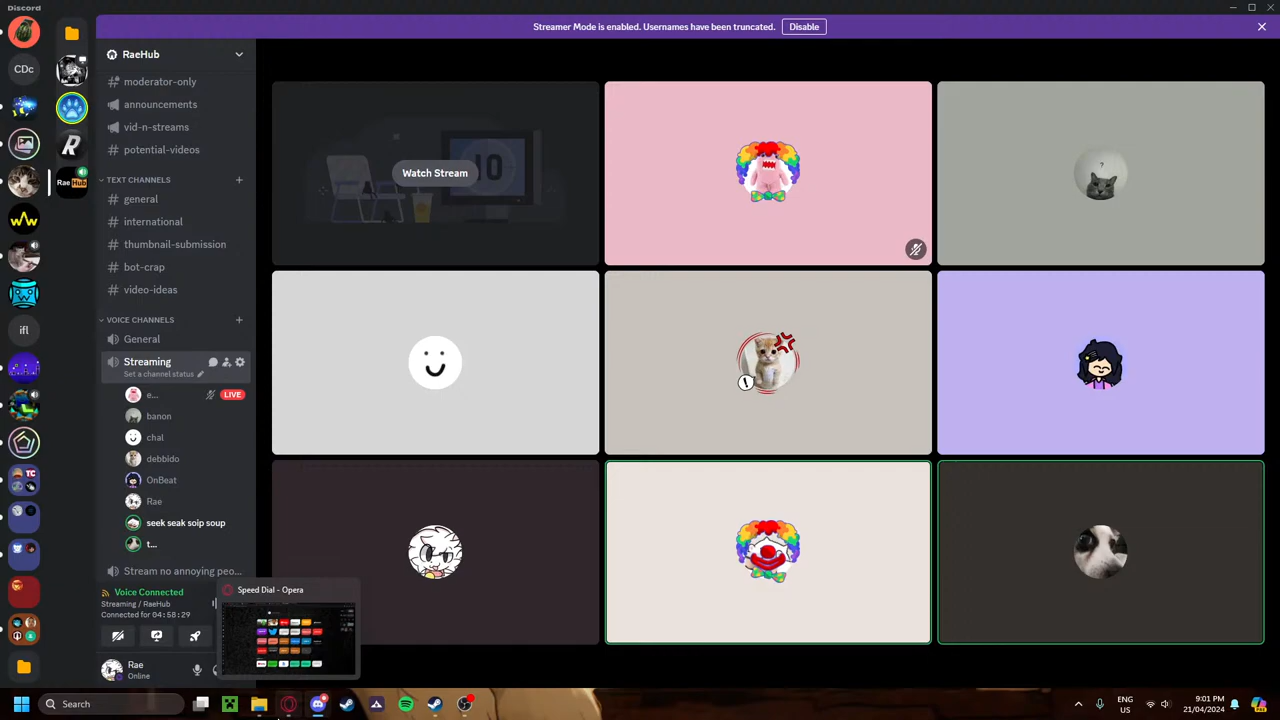 Discord
Streamer Mode is enabled. Usernames have been truncated.
Disable
CDc
RaeHub
moderator-only
announcements
vid-n-streams
potential-videos
TEXT CHANNELS
general
international
thumbnail-submission
bot-crap
video-ideas
VOICE CHANNELS
General
Streaming
Set a channel status
e...
LIVE
banon
chal
debbido
OnBeat
Rae
seek seak soip soup
t...
Stream no annoying peo...
Rae Hub
ifl
TC
Watch Stream
?
!
Voice Connected
Streaming / RaeHub
Connected for 04:58:29
Speed Dial - Opera
Rae
Online
Search
ENG
US
9:01 PM
21/04/2024